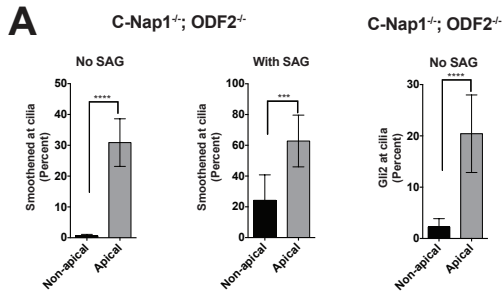 A
C-Nap1-/-; ODF2-/-
C-Nap1-/-; ODF2-/-
No SAG
With SAG
No SAG
Smoothened at cilia
(Percent)
50
40
30
20
10
0
****
Non-apical
Apical
Smoothened at cilia
(Percent)
100
80
60
40
20
0
***
Non-apical
Apical
Gli2 at cilia
(Percent)
30
20
10
0
****
Non-apical
Apical